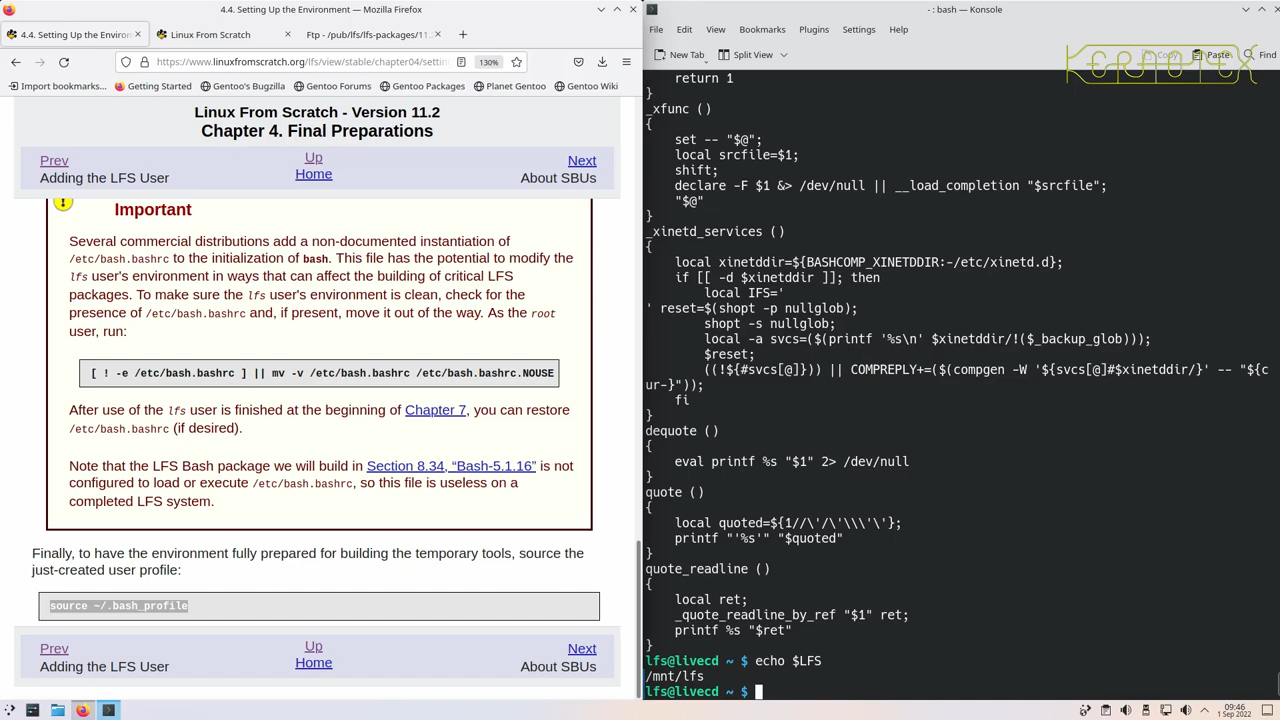 4.4. Setting Up the Environment — Mozilla Firefox
4.4. Setting Up the Environ
Linux From Scratch
Ftp - /pub/lfs/lfs-packages/11.
https://www.linuxfromscratch.org/lfs/view/stable/chapter04/settin
130%
Import bookmarks...
Getting Started
Gentoo's Bugzilla
Gentoo Forums
Gentoo Packages
Planet Gentoo
Gentoo Wiki
Linux From Scratch - Version 11.2
Chapter 4. Final Preparations
Prev
Up
Next
Adding the LFS User
Home
About SBUs
Important
Several commercial distributions add a non-documented instantiation of
/etc/bash.bashrc to the initialization of bash. This file has the potential to modify the
lfs user's environment in ways that can affect the building of critical LFS
packages. To make sure the lfs user's environment is clean, check for the
presence of /etc/bash.bashrc and, if present, move it out of the way. As the root
user, run:
[ ! -e /etc/bash.bashrc ] || mv -v /etc/bash.bashrc /etc/bash.bashrc.NOUSE
After use of the lfs user is finished at the beginning of Chapter 7, you can restore
/etc/bash.bashrc (if desired).
Note that the LFS Bash package we will build in Section 8.34, “Bash-5.1.16” is not
configured to load or execute /etc/bash.bashrc, so this file is useless on a
completed LFS system.
Finally, to have the environment fully prepared for building the temporary tools, source the
just-created user profile:
source ~/.bash_profile
Prev
Up
Next
Adding the LFS User
Home
About SBUs
- : bash — Konsole
File
Edit
View
Bookmarks
Plugins
Settings
Help
New Tab
Split View
Copy
Paste
Find
KERNOTEX
return 1
}
_xfunc ()
{
set -- "$@";
local srcfile=$1;
shift;
declare -F $1 &> /dev/null || __load_completion "$srcfile";
"$@"
}
_xinetd_services ()
{
local xinetddir=${BASHCOMP_XINETDDIR:-/etc/xinetd.d};
if [[ -d $xinetddir ]]; then
local IFS='
' reset=$(shopt -p nullglob);
shopt -s nullglob;
local -a svcs=($(printf '%s\n' $xinetddir/!($_backup_glob)));
$reset;
((!${#svcs[@]})) || COMPREPLY+=($(compgen -W '${svcs[@]#$xinetddir/}' -- "${c
ur-}"));
fi
}
dequote ()
{
eval printf %s "$1" 2> /dev/null
}
quote ()
{
local quoted=${1//\'/\'\\\'\'};
printf "'%s'" "$quoted"
}
quote_readline ()
{
local ret;
_quote_readline_by_ref "$1" ret;
printf %s "$ret"
}
lfs@livecd ~ $ echo $LFS
/mnt/lfs
lfs@livecd ~ $
09:46
1 Sep 2022